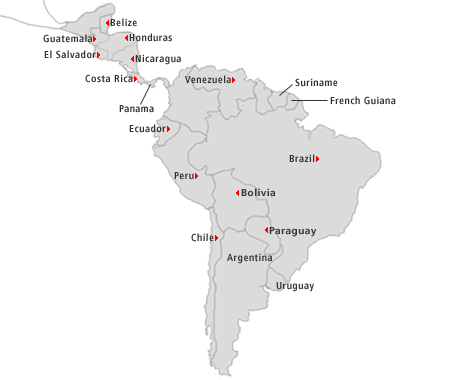 Belize
Guatemala
Honduras
El Salvador
Nicaragua
Costa Rica
Venezuela
Suriname
French Guiana
Panama
Ecuador
Brazil
Peru
Bolivia
Paraguay
Chile
Argentina
Uruguay